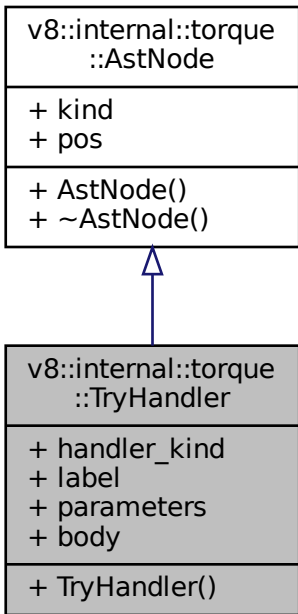 v8::internal::torque
::AstNode
+ kind
+ pos
+ AstNode()
+ ~AstNode()
v8::internal::torque
::TryHandler
+ handler_kind
+ label
+ parameters
+ body
+ TryHandler()